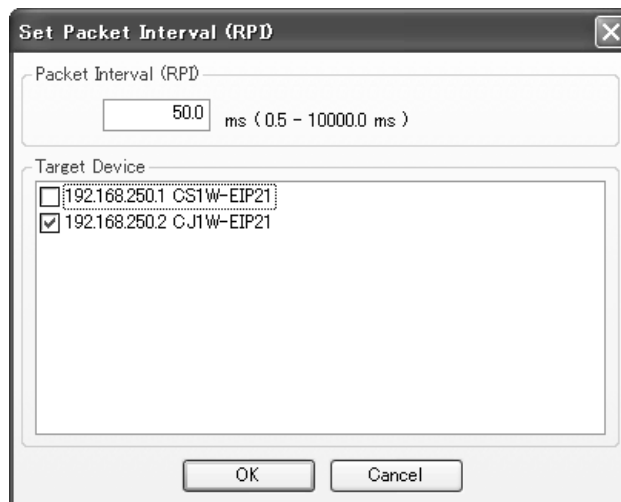 Set Packet Interval (RPI)
Packet Interval (RPI)
50.0 ms ( 0.5 - 10000.0 ms )
Target Device
192.168.250.1 CS1W-EIP21
192.168.250.2 CJ1W-EIP21
OK Cancel